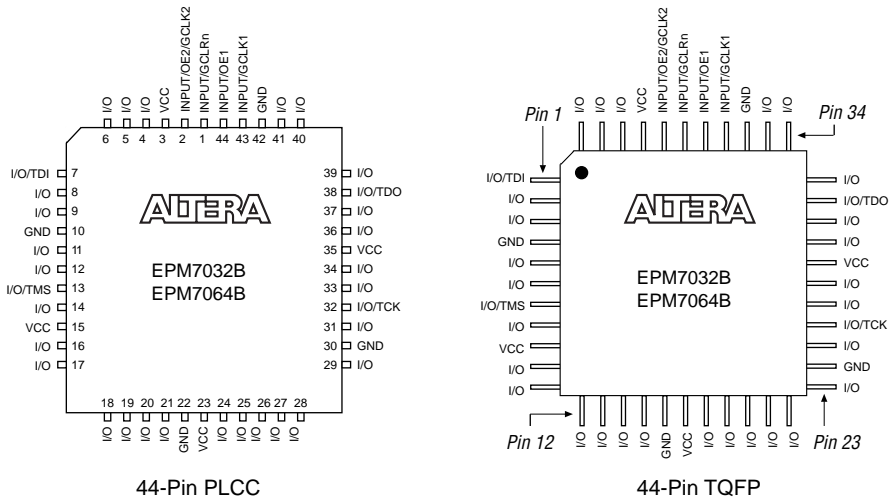 I/O I/O I/O VCC INPUT/OE2/GCLK2 INPUT/GCLRn INPUT/OE1 INPUT/GCLK1 GND I/O I/O
6 5 4 3 2 1 44 43 42 41 40
I/O/TDI 7
I/O 8
I/O 9
GND 10
I/O 11
I/O 12
I/O/TMS 13
I/O 14
VCC 15
I/O 16
I/O 17
39 I/O
38 I/O/TDO
37 I/O
36 I/O
35 VCC
34 I/O
33 I/O
32 I/O/TCK
31 I/O
30 GND
29 I/O
ALTERA
EPM7032B
EPM7064B
18 19 20 21 22 23 24 25 26 27 28
I/O I/O I/O I/O GND VCC I/O I/O I/O I/O I/O
44-Pin PLCC
I/O I/O I/O VCC INPUT/OE2/GCLK2 INPUT/GCLRn INPUT/OE1 INPUT/GCLK1 GND I/O I/O
Pin 1
Pin 34
I/O/TDI
I/O
I/O
GND
I/O
I/O
I/O/TMS
I/O
VCC
I/O
I/O
I/O
I/O/TDO
I/O
I/O
VCC
I/O
I/O
I/O/TCK
I/O
GND
I/O
ALTERA
EPM7032B
EPM7064B
Pin 12
Pin 23
I/O I/O I/O I/O GND VCC I/O I/O I/O I/O I/O
44-Pin TQFP